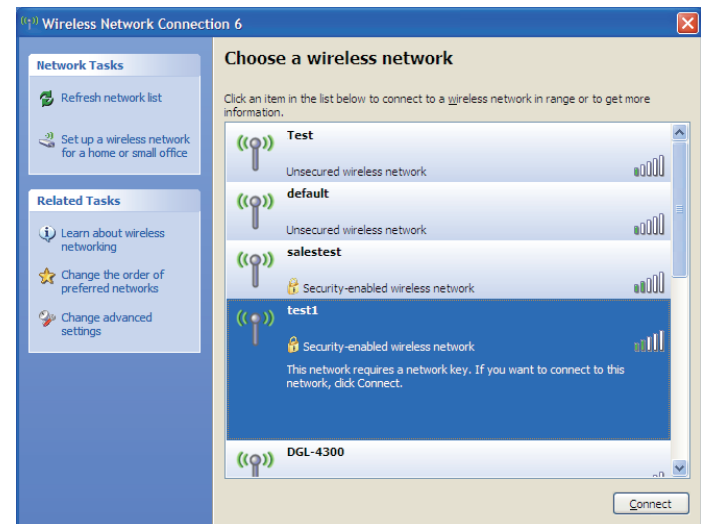 Wireless Network Connection 6
Network Tasks
Refresh network list
Set up a wireless network
for a home or small office
Related Tasks
Learn about wireless
networking
Change the order of
preferred networks
Change advanced
settings
Choose a wireless network
Click an item in the list below to connect to a wireless network in range or to get more
information.
Test
Unsecured wireless network
default
Unsecured wireless network
salestest
Security-enabled wireless network
test1
Security-enabled wireless network
This network requires a network key. If you want to connect to this
network, click Connect.
DGL-4300
Connect